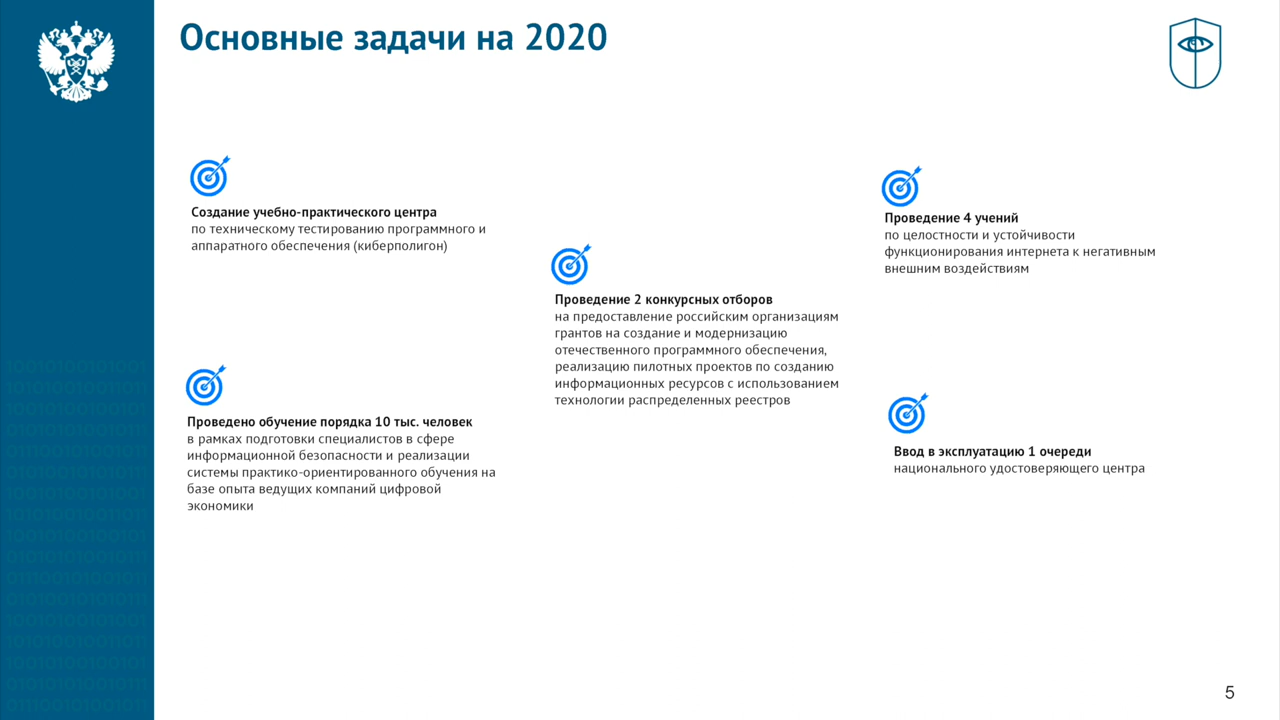 Основные задачи на 2020
Создание учебно-практического центра
по техническому тестированию программного и
аппаратного обеспечения (киберполигон)
Проведено обучение порядка 10 тыс. человек
в рамках подготовки специалистов в сфере
информационной безопасности и реализации
системы практико-ориентированного обучения на
базе опыта ведущих компаний цифровой
экономики
Проведение 2 конкурсных отборов
на предоставление российским организациям
грантов на создание и модернизацию
отечественного программного обеспечения,
реализацию пилотных проектов по созданию
информационных ресурсов с использованием
технологии распределенных реестров
Проведение 4 учений
по целостности и устойчивости
функционирования интернета к негативным
внешним воздействиям
Ввод в эксплуатацию 1 очереди
национального удостоверяющего центра
5